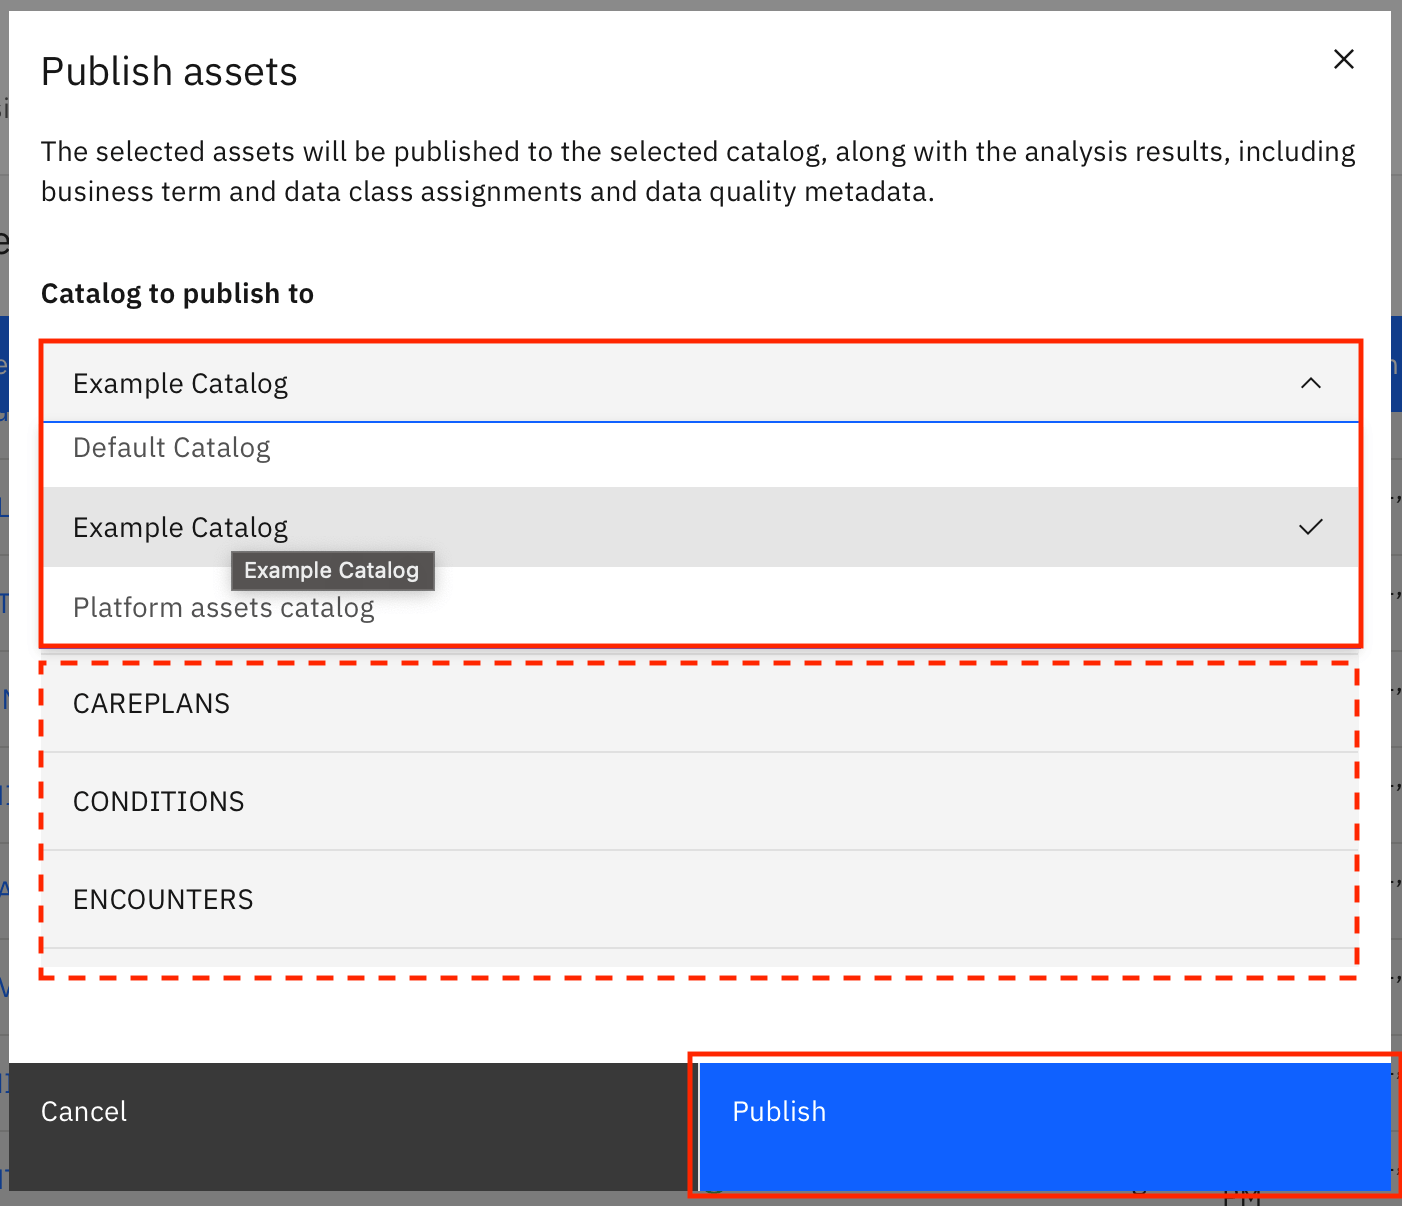 Publish assets
The selected assets will be published to the selected catalog, along with the analysis results, including
business term and data class assignments and data quality metadata.
Catalog to publish to
Example Catalog
Default Catalog
Example Catalog
Example Catalog
Platform assets catalog
CAREPLANS
CONDITIONS
ENCOUNTERS
Cancel
Publish